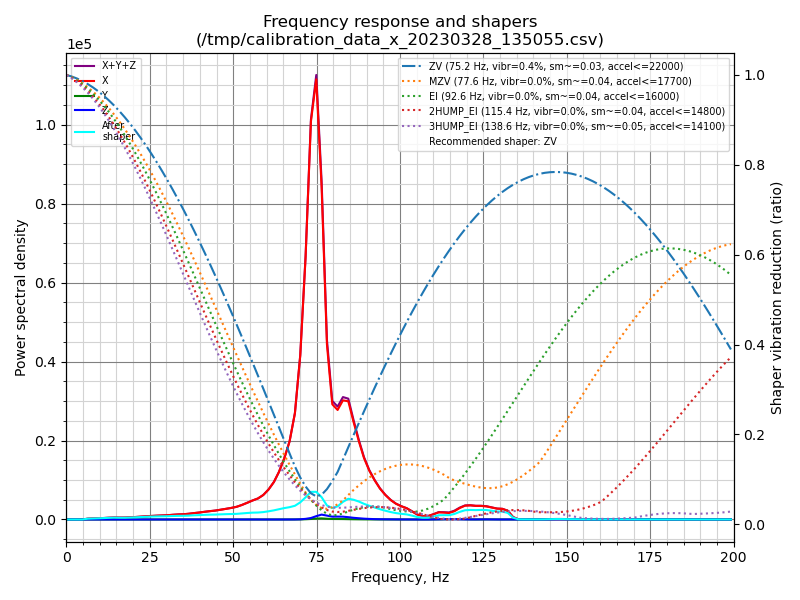 Frequency response and shapers
(/tmp/calibration_data_x_20230328_135055.csv)
1e5
X+Y+Z
X
Y
Z
After
shaper
ZV (75.2 Hz, vibr=0.4%, sm~=0.03, accel<=22000)
MZV (77.6 Hz, vibr=0.0%, sm~=0.04, accel<=17700)
EI (92.6 Hz, vibr=0.0%, sm~=0.04, accel<=16000)
2HUMP_EI (115.4 Hz, vibr=0.0%, sm~=0.04, accel<=14800)
3HUMP_EI (138.6 Hz, vibr=0.0%, sm~=0.05, accel<=14100)
Recommended shaper: ZV
Power spectral density
1.0
0.8
0.6
0.4
0.2
0.0
Shaper vibration reduction (ratio)
1.0
0.8
0.6
0.4
0.2
0.0
0 25 50 75 100 125 150 175 200
Frequency, Hz